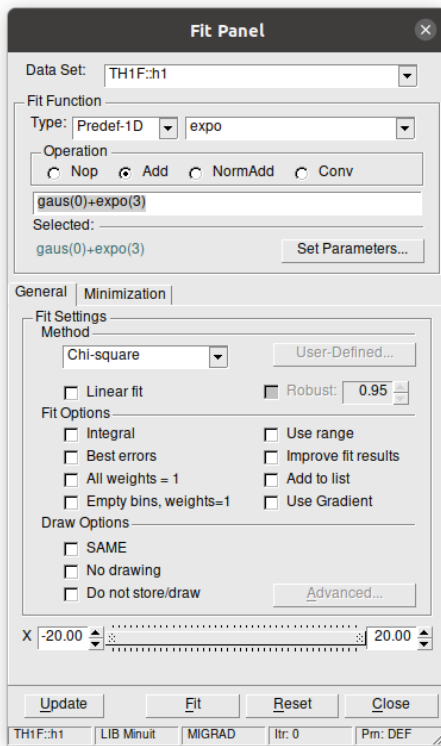 Fit Panel
Data Set: TH1F::h1
Fit Function
Type: Predef-1D expo
Operation
Nop Add NormAdd Conv
gaus(0)+expo(3)
Selected:
gaus(0)+expo(3) Set Parameters...
General Minimization
Fit Settings
Method
Chi-square User-Defined...
Linear fit Robust: 0.95
Fit Options
Integral Use range
Best errors Improve fit results
All weights = 1 Add to list
Empty bins, weights=1 Use Gradient
Draw Options
SAME
No drawing
Do not store/draw Advanced...
X -20.00 20.00
Update Fit Reset Close
TH1F::h1 LIB Minuit MIGRAD Itr: 0 Prn: DEF